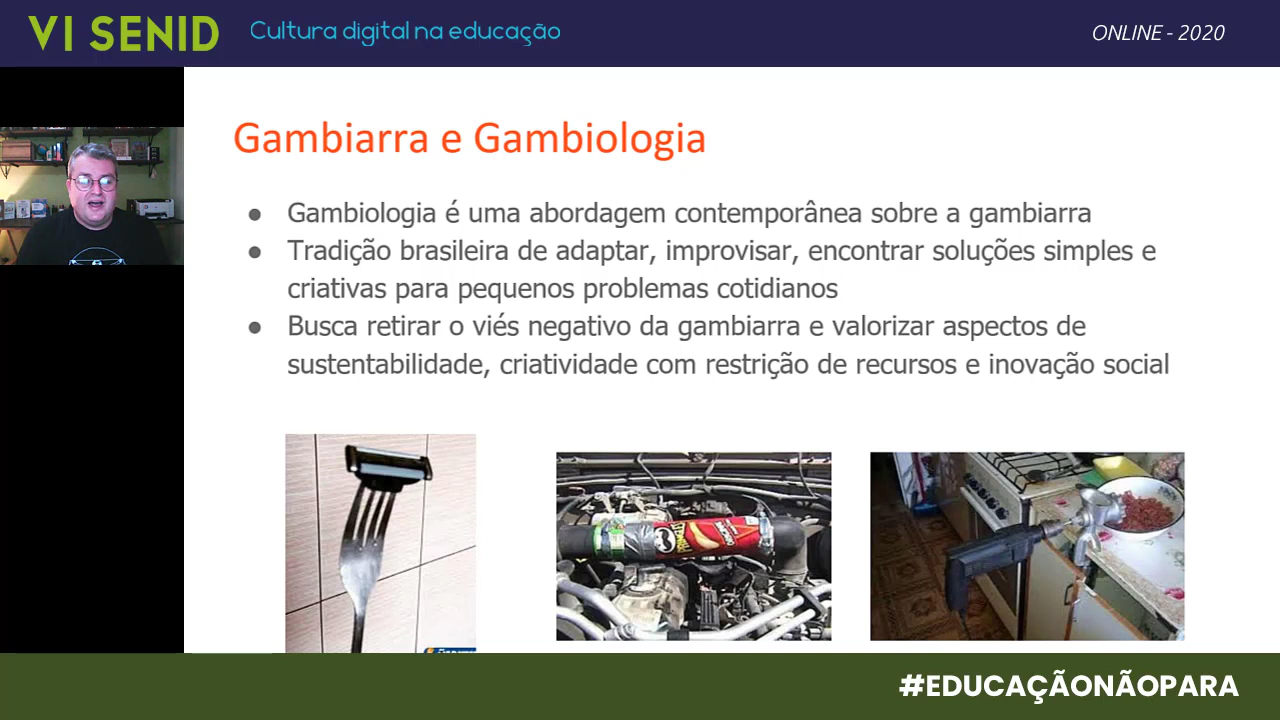 VI SENID
Cultura digital na educação
ONLINE - 2020
Gambiarra e Gambiologia
● Gambiologia é uma abordagem contemporânea sobre a gambiarra
● Tradição brasileira de adaptar, improvisar, encontrar soluções simples e
criativas para pequenos problemas cotidianos
● Busca retirar o viés negativo da gambiarra e valorizar aspectos de
sustentabilidade, criatividade com restrição de recursos e inovação social
PRINGLES
#EDUCAÇÃONÃOPARA